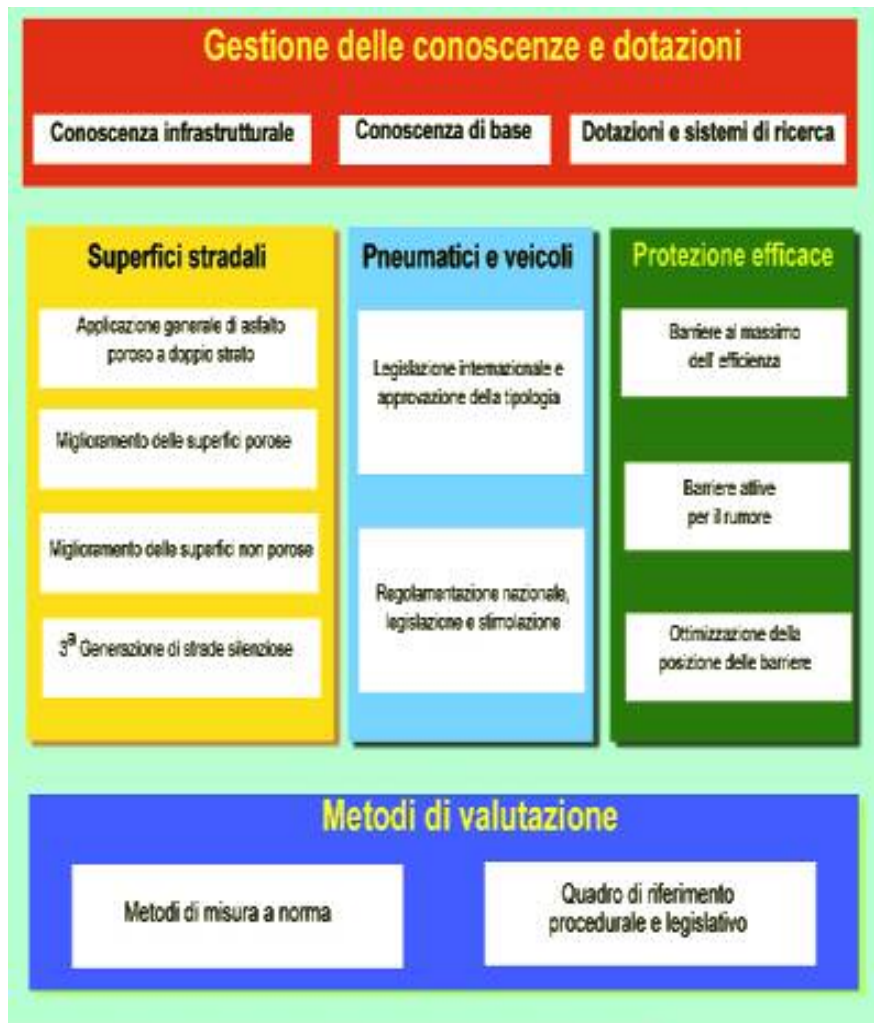 Gestione delle conoscenze e dotazioni
Conoscenza infrastrutturale
Conoscenza di base
Dotazioni e sistemi di ricerca
Superfici stradali
Applicazione generale di asfalto
poroso a doppio strato
Miglioramento delle superfici porose
Miglioramento delle superfici non porose
3ª Generazione di strade silenziose
Pneumatici e veicoli
Legislazione internazionale e
approvazione della tipologia
Regolamentazione nazionale,
legislazione e stimolazione
Protezione efficace
Barriere al massimo
dell' efficienza
Barriere attive
per il rumore
Ottimizzazione della
posizione delle barriere
Metodi di valutazione
Metodi di misura a norma
Quadro di riferimento
procedurale e legislativo